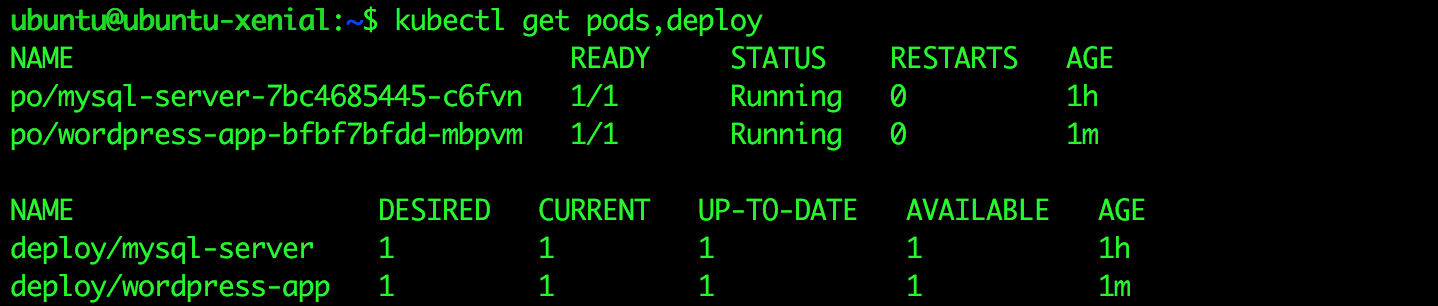 ubuntu@ubuntu-xenial:~$ kubectl get pods,deploy
NAME READY STATUS RESTARTS AGE
po/mysql-server-7bc4685445-c6fvn 1/1 Running 0 1h
po/wordpress-app-bfbf7bfdd-mbpvm 1/1 Running 0 1m
NAME DESIRED CURRENT UP-TO-DATE AVAILABLE AGE
deploy/mysql-server 1 1 1 1 1h
deploy/wordpress-app 1 1 1 1 1m